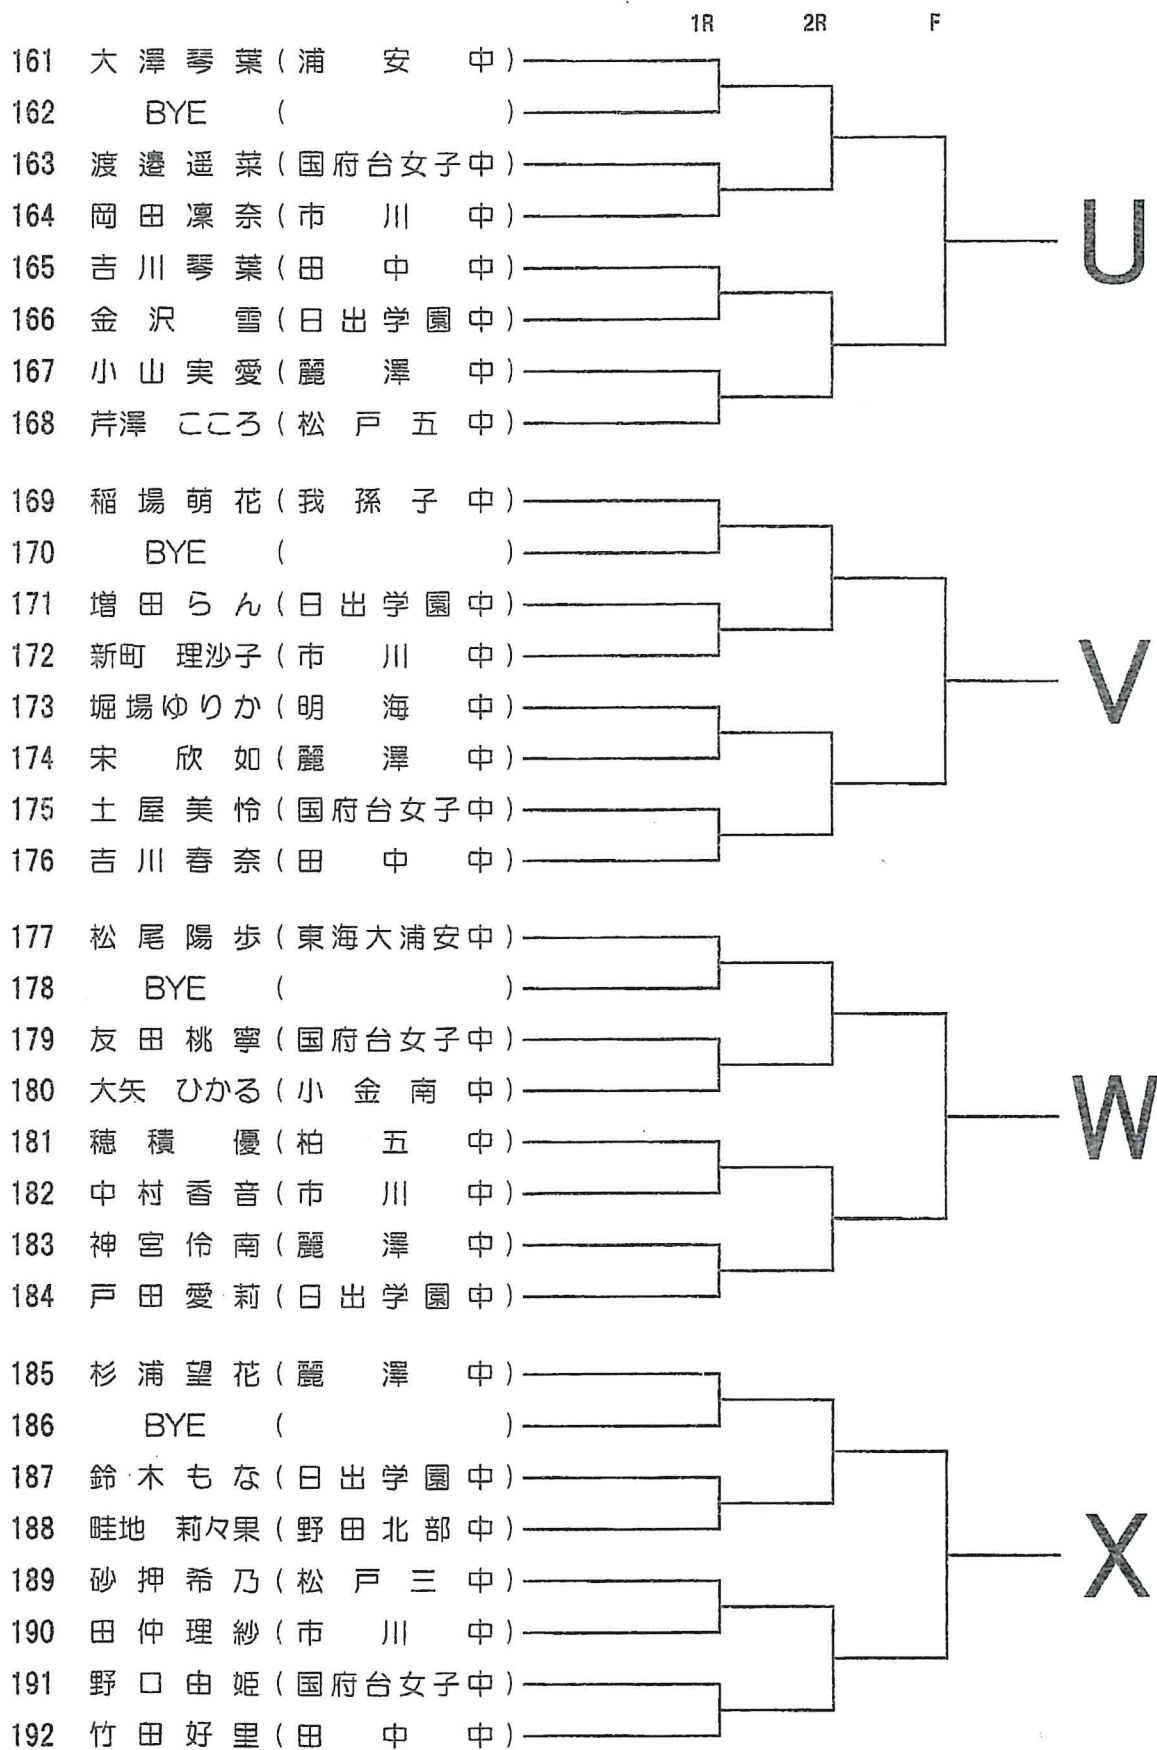 1R 2R F
161 大澤琴葉(浦安中)
162 BYE ( )
163 渡邉遥菜(国府台女子中)
164 岡田凜奈(市川中)
165 吉川琴葉(田中中)
166 金沢 雪(日出学園中)
167 小山実愛(麗澤中)
168 芹澤 こころ(松戸五中)
U
169 稲場萌花(我孫子中)
170 BYE ( )
171 増田らん(日出学園中)
172 新町 理沙子(市川中)
173 堀場ゆりか(明海中)
174 宋 欣如(麗澤中)
175 土屋美怜(国府台女子中)
176 吉川春奈(田中中)
V
177 松尾陽歩(東海大浦安中)
178 BYE ( )
179 友田桃寧(国府台女子中)
180 大矢 ひかる(小金南中)
181 穂積 優(柏五中)
182 中村香音(市川中)
183 神宮伶南(麗澤中)
184 戸田愛莉(日出学園中)
W
185 杉浦望花(麗澤中)
186 BYE ( )
187 鈴木もな(日出学園中)
188 畦地 莉々果(野田北部中)
189 砂押希乃(松戸三中)
190 田仲理紗(市川中)
191 野口由姫(国府台女子中)
192 竹田好里(田中中)
X